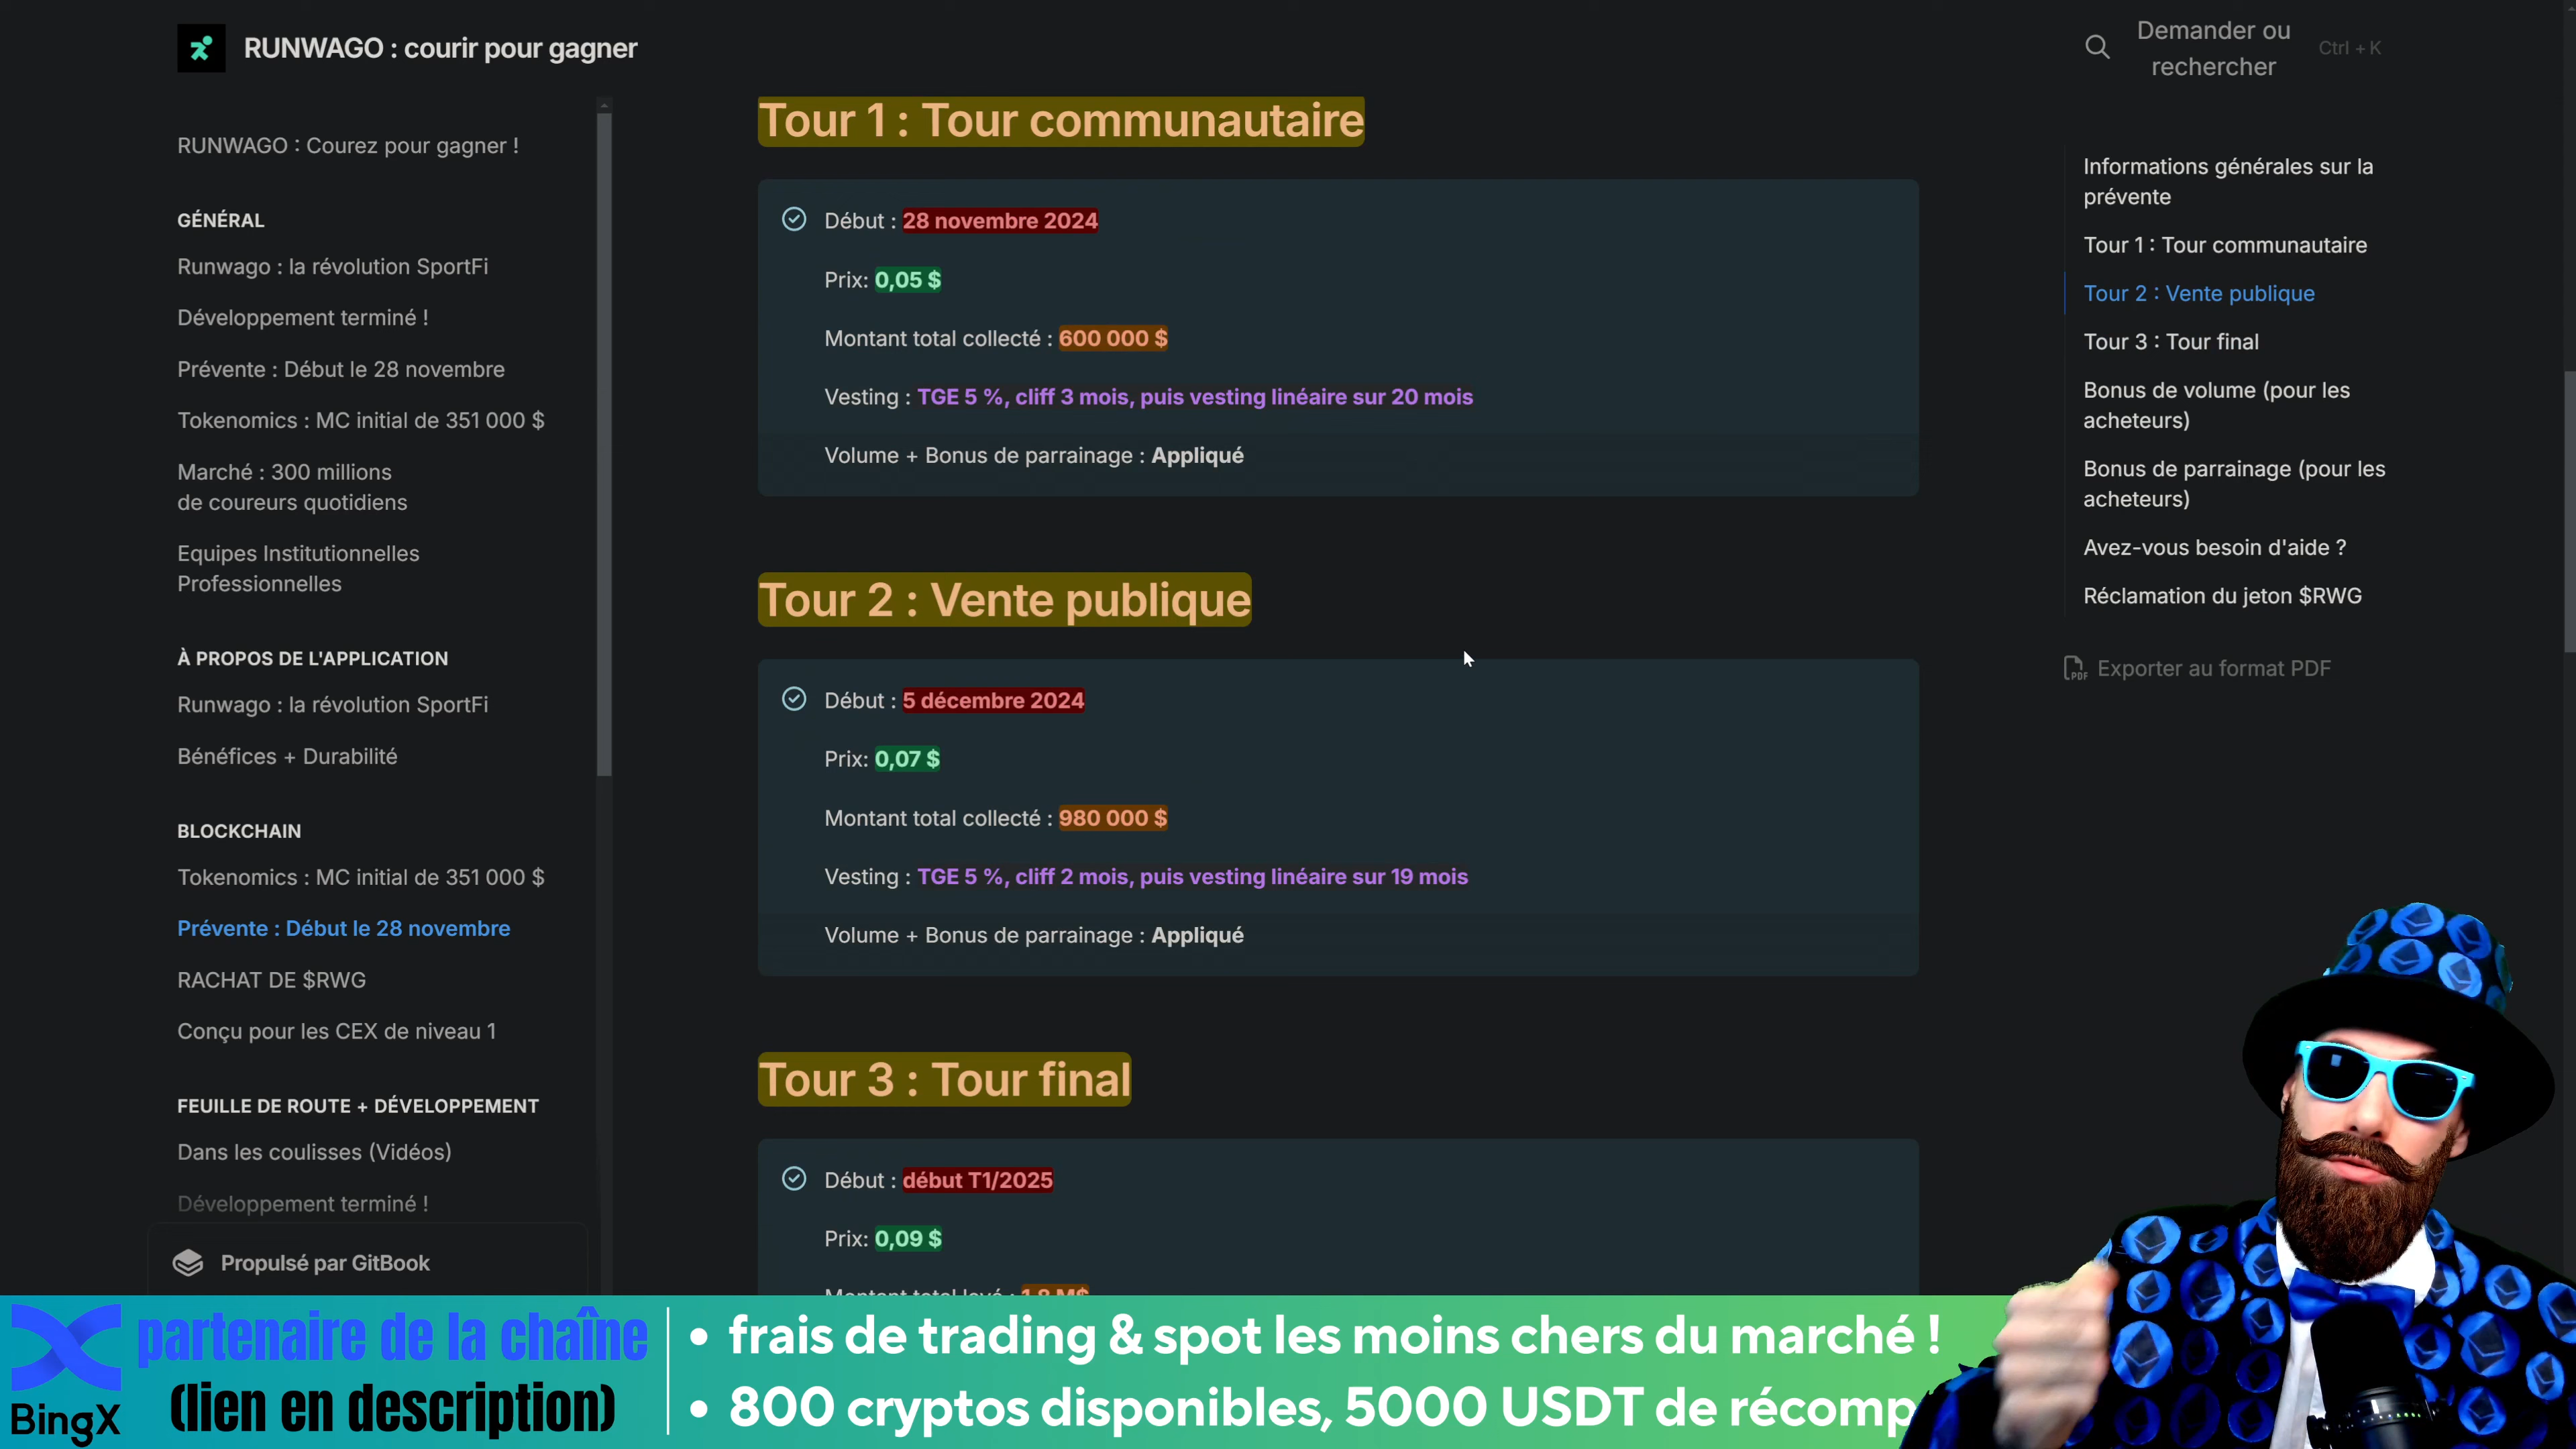 RUNWAGO : courir pour gagner
Demander ou
rechercher
Ctrl + K
RUNWAGO : Courez pour gagner !
GÉNÉRAL
Runwago : la révolution SportFi
Développement terminé !
Prévente : Début le 28 novembre
Tokenomics : MC initial de 351 000 $
Marché : 300 millions
de coureurs quotidiens
Equipes Institutionnelles
Professionnelles
À PROPOS DE L'APPLICATION
Runwago : la révolution SportFi
Bénéfices + Durabilité
BLOCKCHAIN
Tokenomics : MC initial de 351 000 $
Prévente : Début le 28 novembre
RACHAT DE $RWG
Conçu pour les CEX de niveau 1
FEUILLE DE ROUTE + DÉVELOPPEMENT
Dans les coulisses (Vidéos)
Développement terminé !
Propulsé par GitBook
Tour 1 : Tour communautaire
Début : 28 novembre 2024
Prix: 0,05 $
Montant total collecté : 600 000 $
Vesting : TGE 5 %, cliff 3 mois, puis vesting linéaire sur 20 mois
Volume + Bonus de parrainage : Appliqué
Tour 2 : Vente publique
Début : 5 décembre 2024
Prix: 0,07 $
Montant total collecté : 980 000 $
Vesting : TGE 5 %, cliff 2 mois, puis vesting linéaire sur 19 mois
Volume + Bonus de parrainage : Appliqué
Tour 3 : Tour final
Début : début T1/2025
Prix: 0,09 $
Montant total levé : 1,8 M$
Informations générales sur la
prévente
Tour 1 : Tour communautaire
Tour 2 : Vente publique
Tour 3 : Tour final
Bonus de volume (pour les
acheteurs)
Bonus de parrainage (pour les
acheteurs)
Avez-vous besoin d'aide ?
Réclamation du jeton $RWG
PDF
Exporter au format PDF
BingX
partenaire de la chaîne
(lien en description)
• frais de trading & spot les moins chers du marché !
• 800 cryptos disponibles, 5000 USDT de récomp